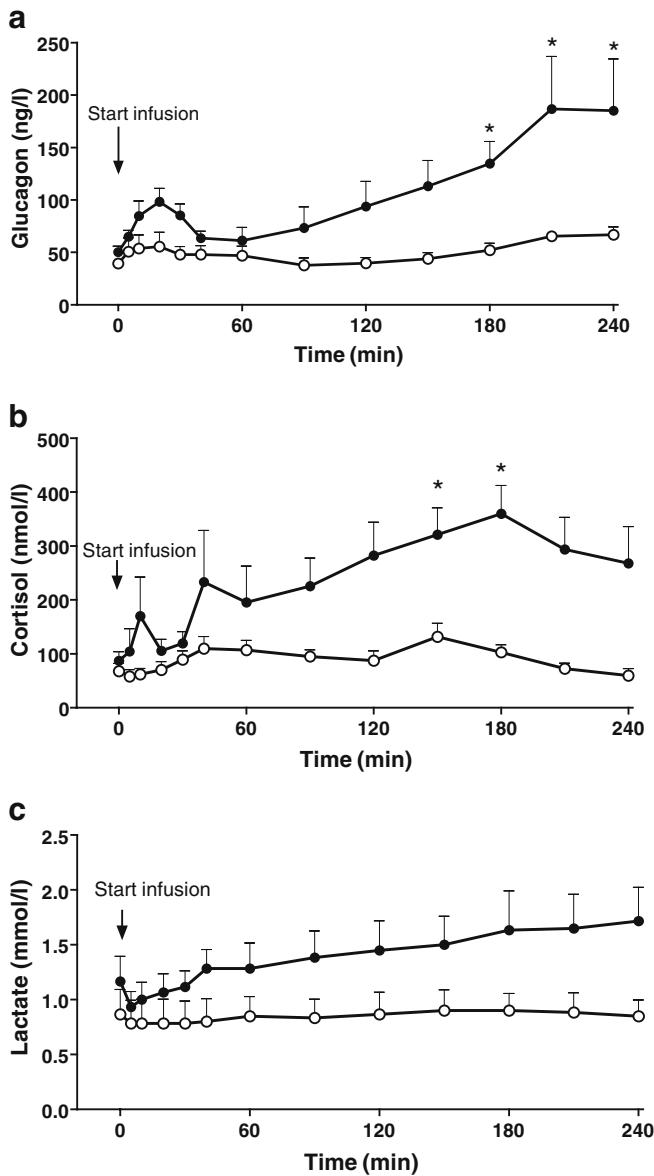 a
250
200
150
100
50
0
Glucagon (ng/l)
Start infusion
*
*
*
0 60 120 180 240
Time (min)
b
500
400
300
200
100
0
Cortisol (nmol/l)
Start infusion
*
*
0 60 120 180 240
Time (min)
c
2.5
2.0
1.5
1.0
0.5
0.0
Lactate (mmol/l)
Start infusion
0 60 120 180 240
Time (min)